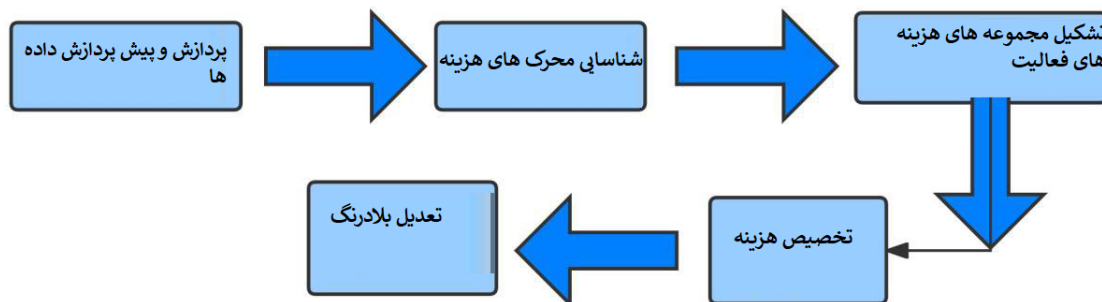 پردازش و پیش پردازش داده
ها
شناسایی محرک های هزینه
تشکیل مجموعه های هزینه
های فعالیت
تخصیص هزینه
تعدیل بلادرنگ